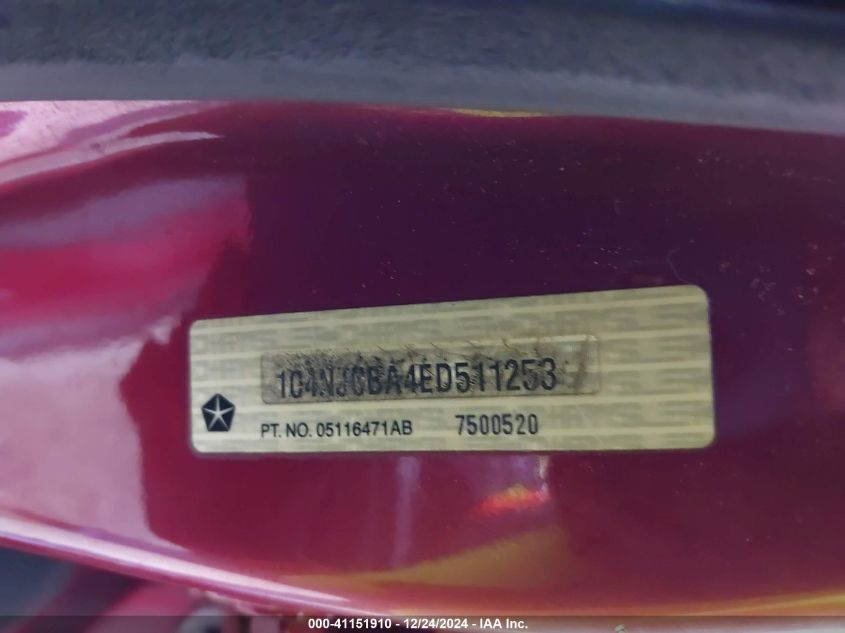 1C4NJCBA4ED511253
PT. NO. 05116471AB 7500520
000-41151910 - 12/24/2024 - IAA Inc.